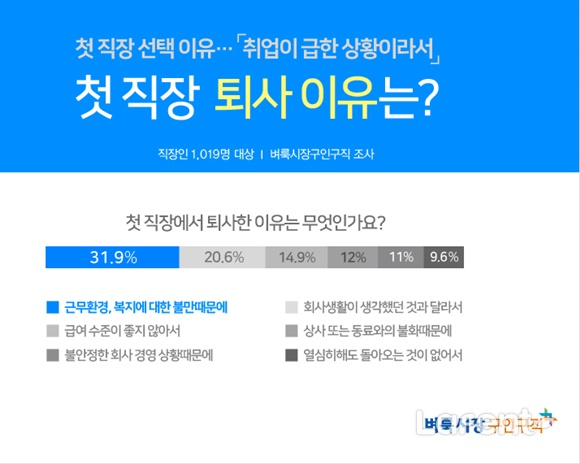 첫 직장 선택 이유…「취업이 급한 상황이라서」
첫 직장 퇴사 이유는?
직장인 1,019명 대상 ㅣ 벼룩시장구인구직 조사
첫 직장에서 퇴사한 이유는 무엇인가요?
31.9% 20.6% 14.9% 12% 11% 9.6%
근무환경, 복지에 대한 불만때문에 회사생활이 생각했던 것과 달라서
급여 수준이 좋지 않아서 상사 또는 동료와의 불화때문에
불안정한 회사 경영 상황때문에 열심히해도 돌아오는 것이 없어서
벼룩시장구인구직